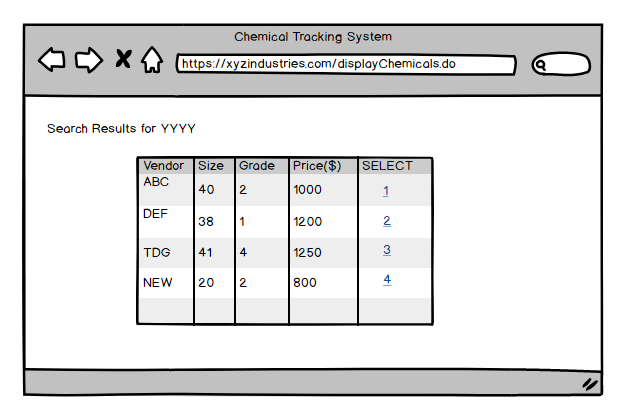 Chemical Tracking System
https://xyzindustries.com/displayChemicals.do
Search Results for YYYY
Vendor Size Grade Price($) SELECT
ABC 40 2 1000 1
DEF 38 1 1200 2
TDG 41 4 1250 3
NEW 20 2 800 4